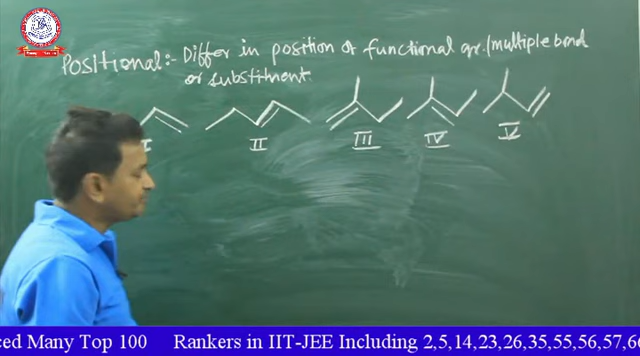 Positional:- Differ in position of functional gr./multiple bond
or substituent.
I II III IV V
ced Many Top 100 Rankers in IIT-JEE Including 2,5,14,23,26,35,55,56,57,6